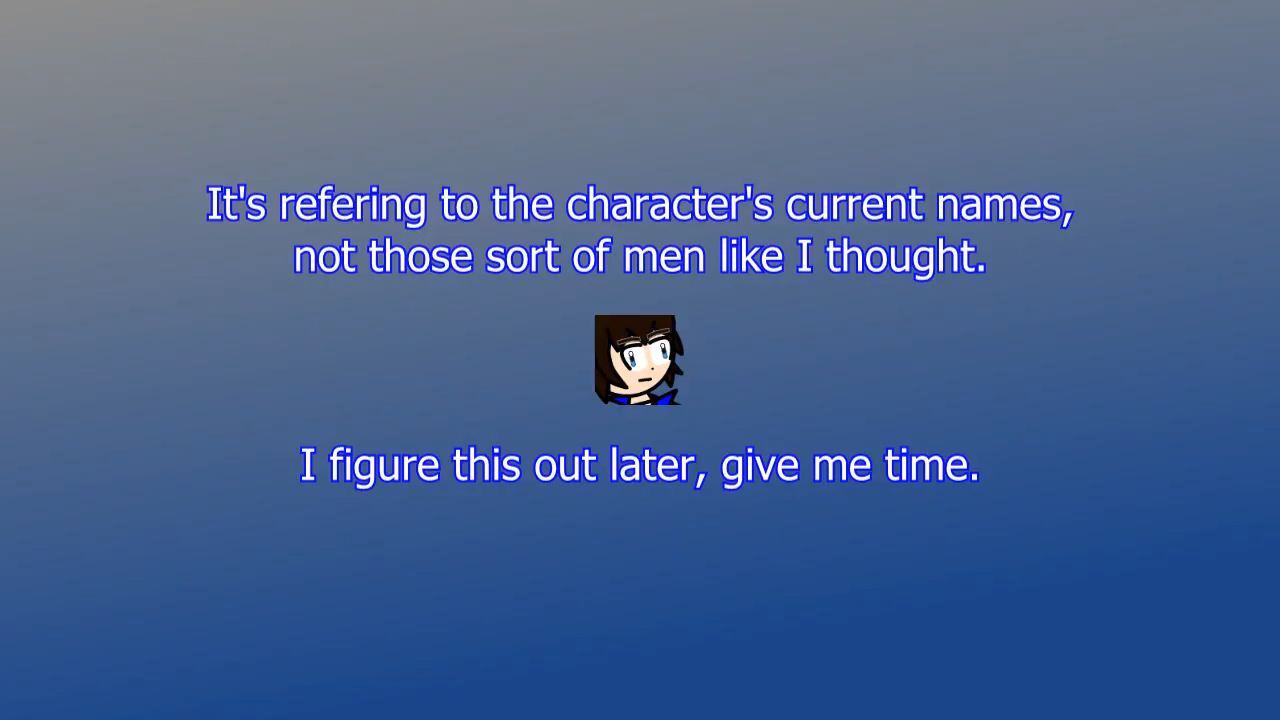 It's refering to the character's current names,
not those sort of men like I thought.
I figure this out later, give me time.